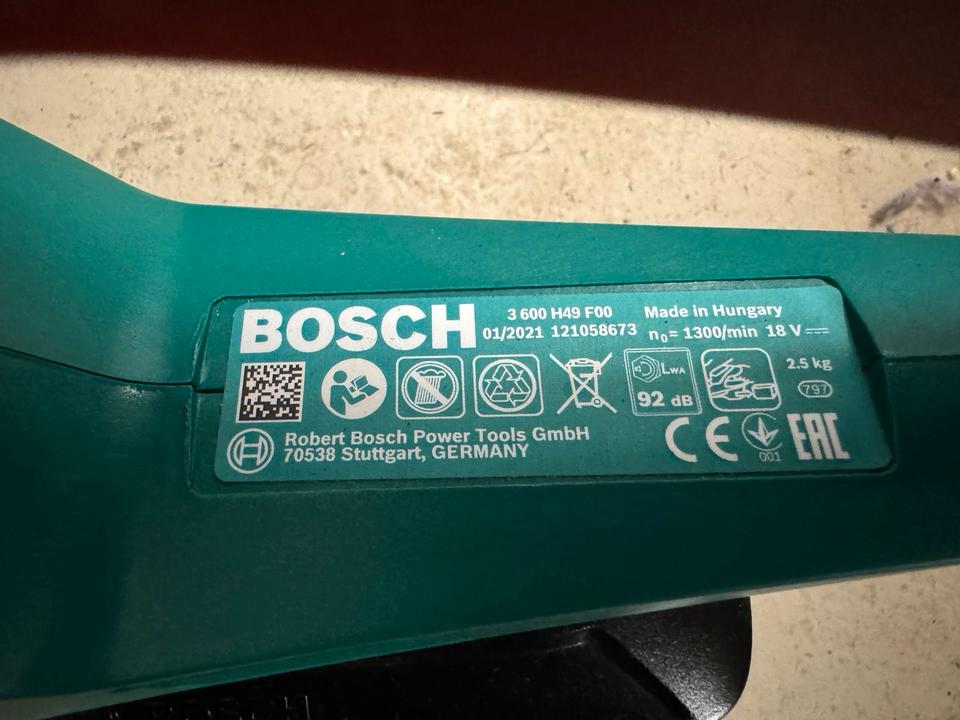 BOSCH
3 600 H49 F00
Made in Hungary
01/2021 121058673
n₀= 1300/min 18 V
2.5 kg
LWA
92 dB
797
Robert Bosch Power Tools GmbH
70538 Stuttgart, GERMANY
CE
001
EAC